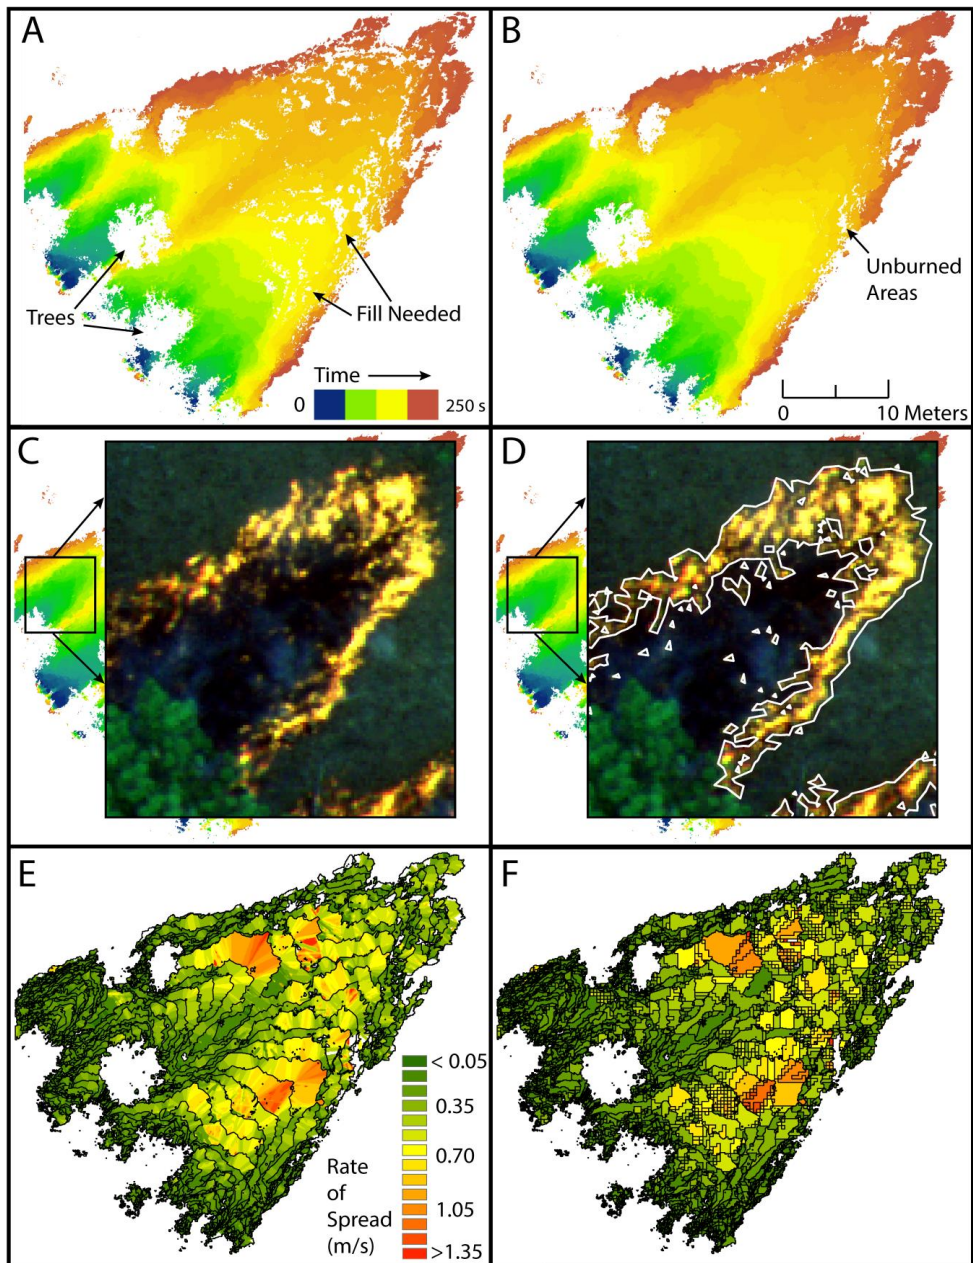 A
B
Trees
Fill Needed
Unburned
Areas
Time
0
250 s
0
10 Meters
C
D
E
F
Rate
of
Spread
(m/s)
< 0.05
0.35
0.70
1.05
>1.35